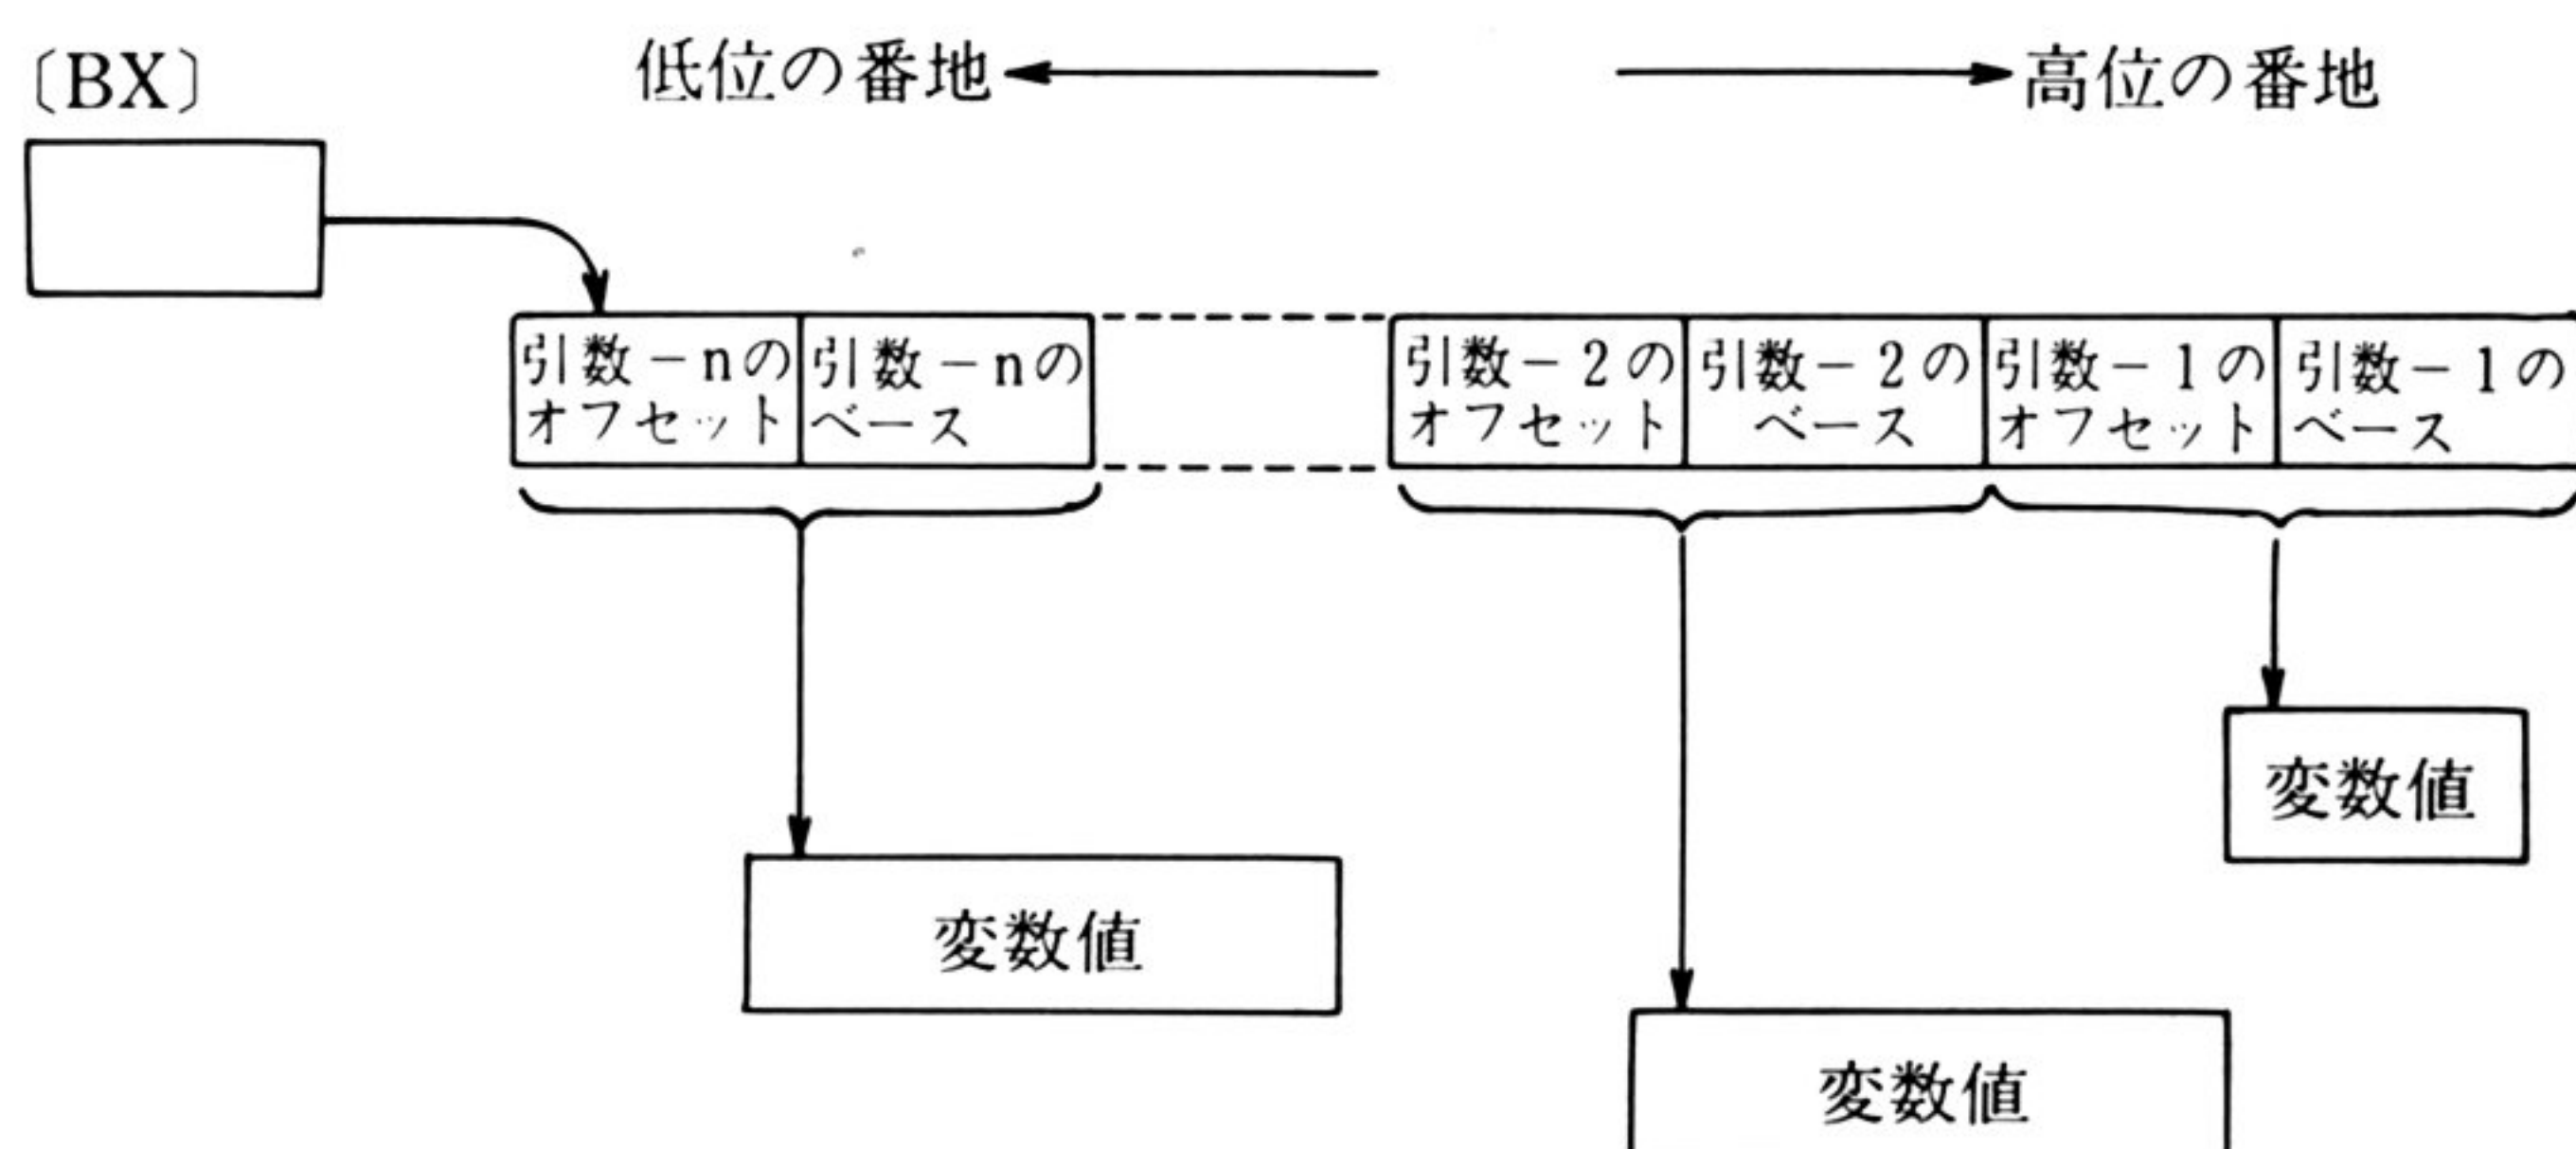 〔BX〕
低位の番地
高位の番地
引数－nの
オフセット
引数－nの
ベース
引数－2の
オフセット
引数－2の
ベース
引数－1の
オフセット
引数－1の
ベース
変数値
変数値
変数値